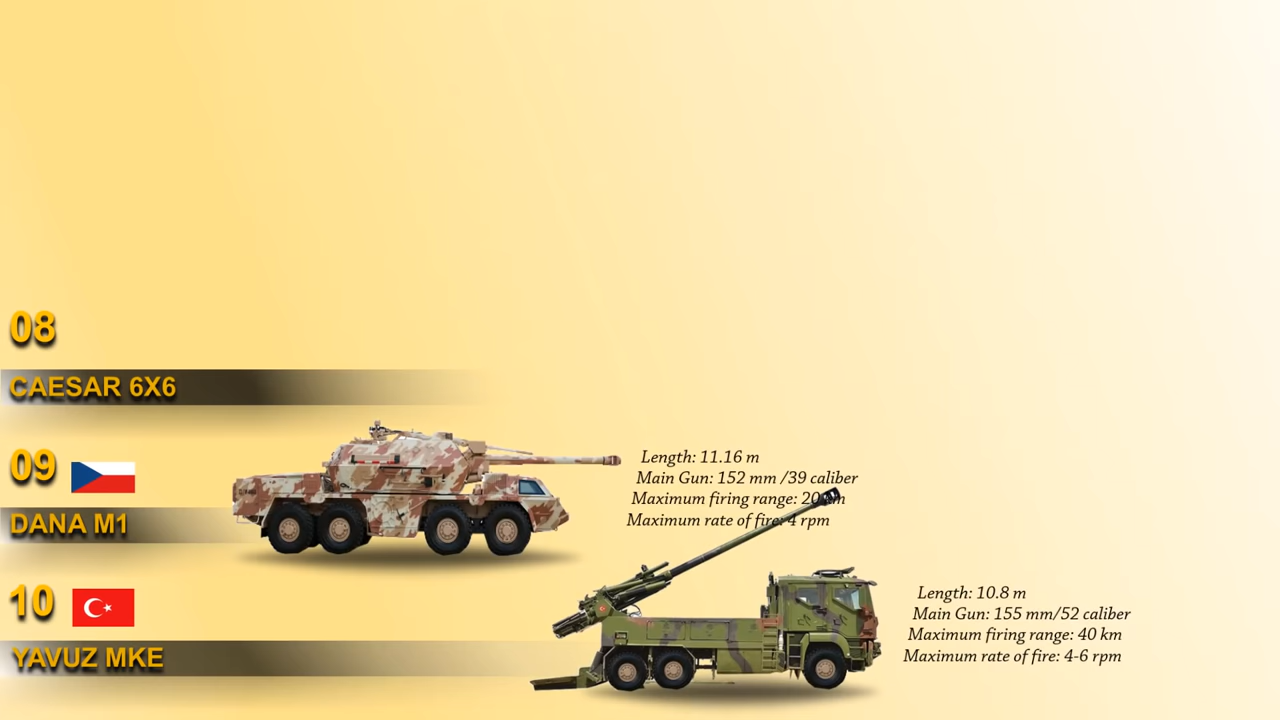 08
CAESAR 6X6
09
DANA M1
Length: 11.16 m
Main Gun: 152 mm /39 caliber
Maximum firing range: 20 km
Maximum rate of fire: 4 rpm
10
YAVUZ MKE
Length: 10.8 m
Main Gun: 155 mm/52 caliber
Maximum firing range: 40 km
Maximum rate of fire: 4-6 rpm